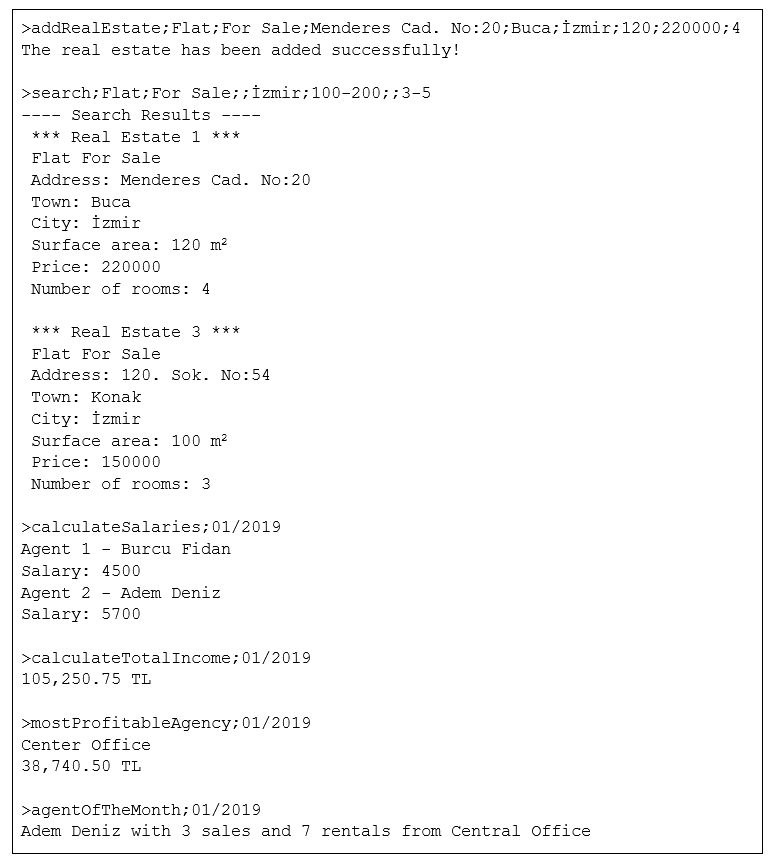 >addRealEstate;Flat;For Sale;Menderes Cad. No:20;Buca;İzmir;120;220000;4
The real estate has been added successfully!
>search;Flat;For Sale;;İzmir;100-200;;3-5
---- Search Results ----
*** Real Estate 1 ***
Flat For Sale
Address: Menderes Cad. No:20
Town: Buca
City: İzmir
Surface area: 120 m²
Price: 220000
Number of rooms: 4
*** Real Estate 3 ***
Flat For Sale
Address: 120. Sok. No:54
Town: Konak
City: İzmir
Surface area: 100 m²
Price: 150000
Number of rooms: 3
>calculateSalaries;01/2019
Agent 1 – Burcu Fidan
Salary: 4500
Agent 2 – Adem Deniz
Salary: 5700
>calculateTotalIncome;01/2019
105,250.75 TL
>mostProfitableAgency;01/2019
Center Office
38,740.50 TL
>agentOfTheMonth;01/2019
Adem Deniz with 3 sales and 7 rentals from Central Office